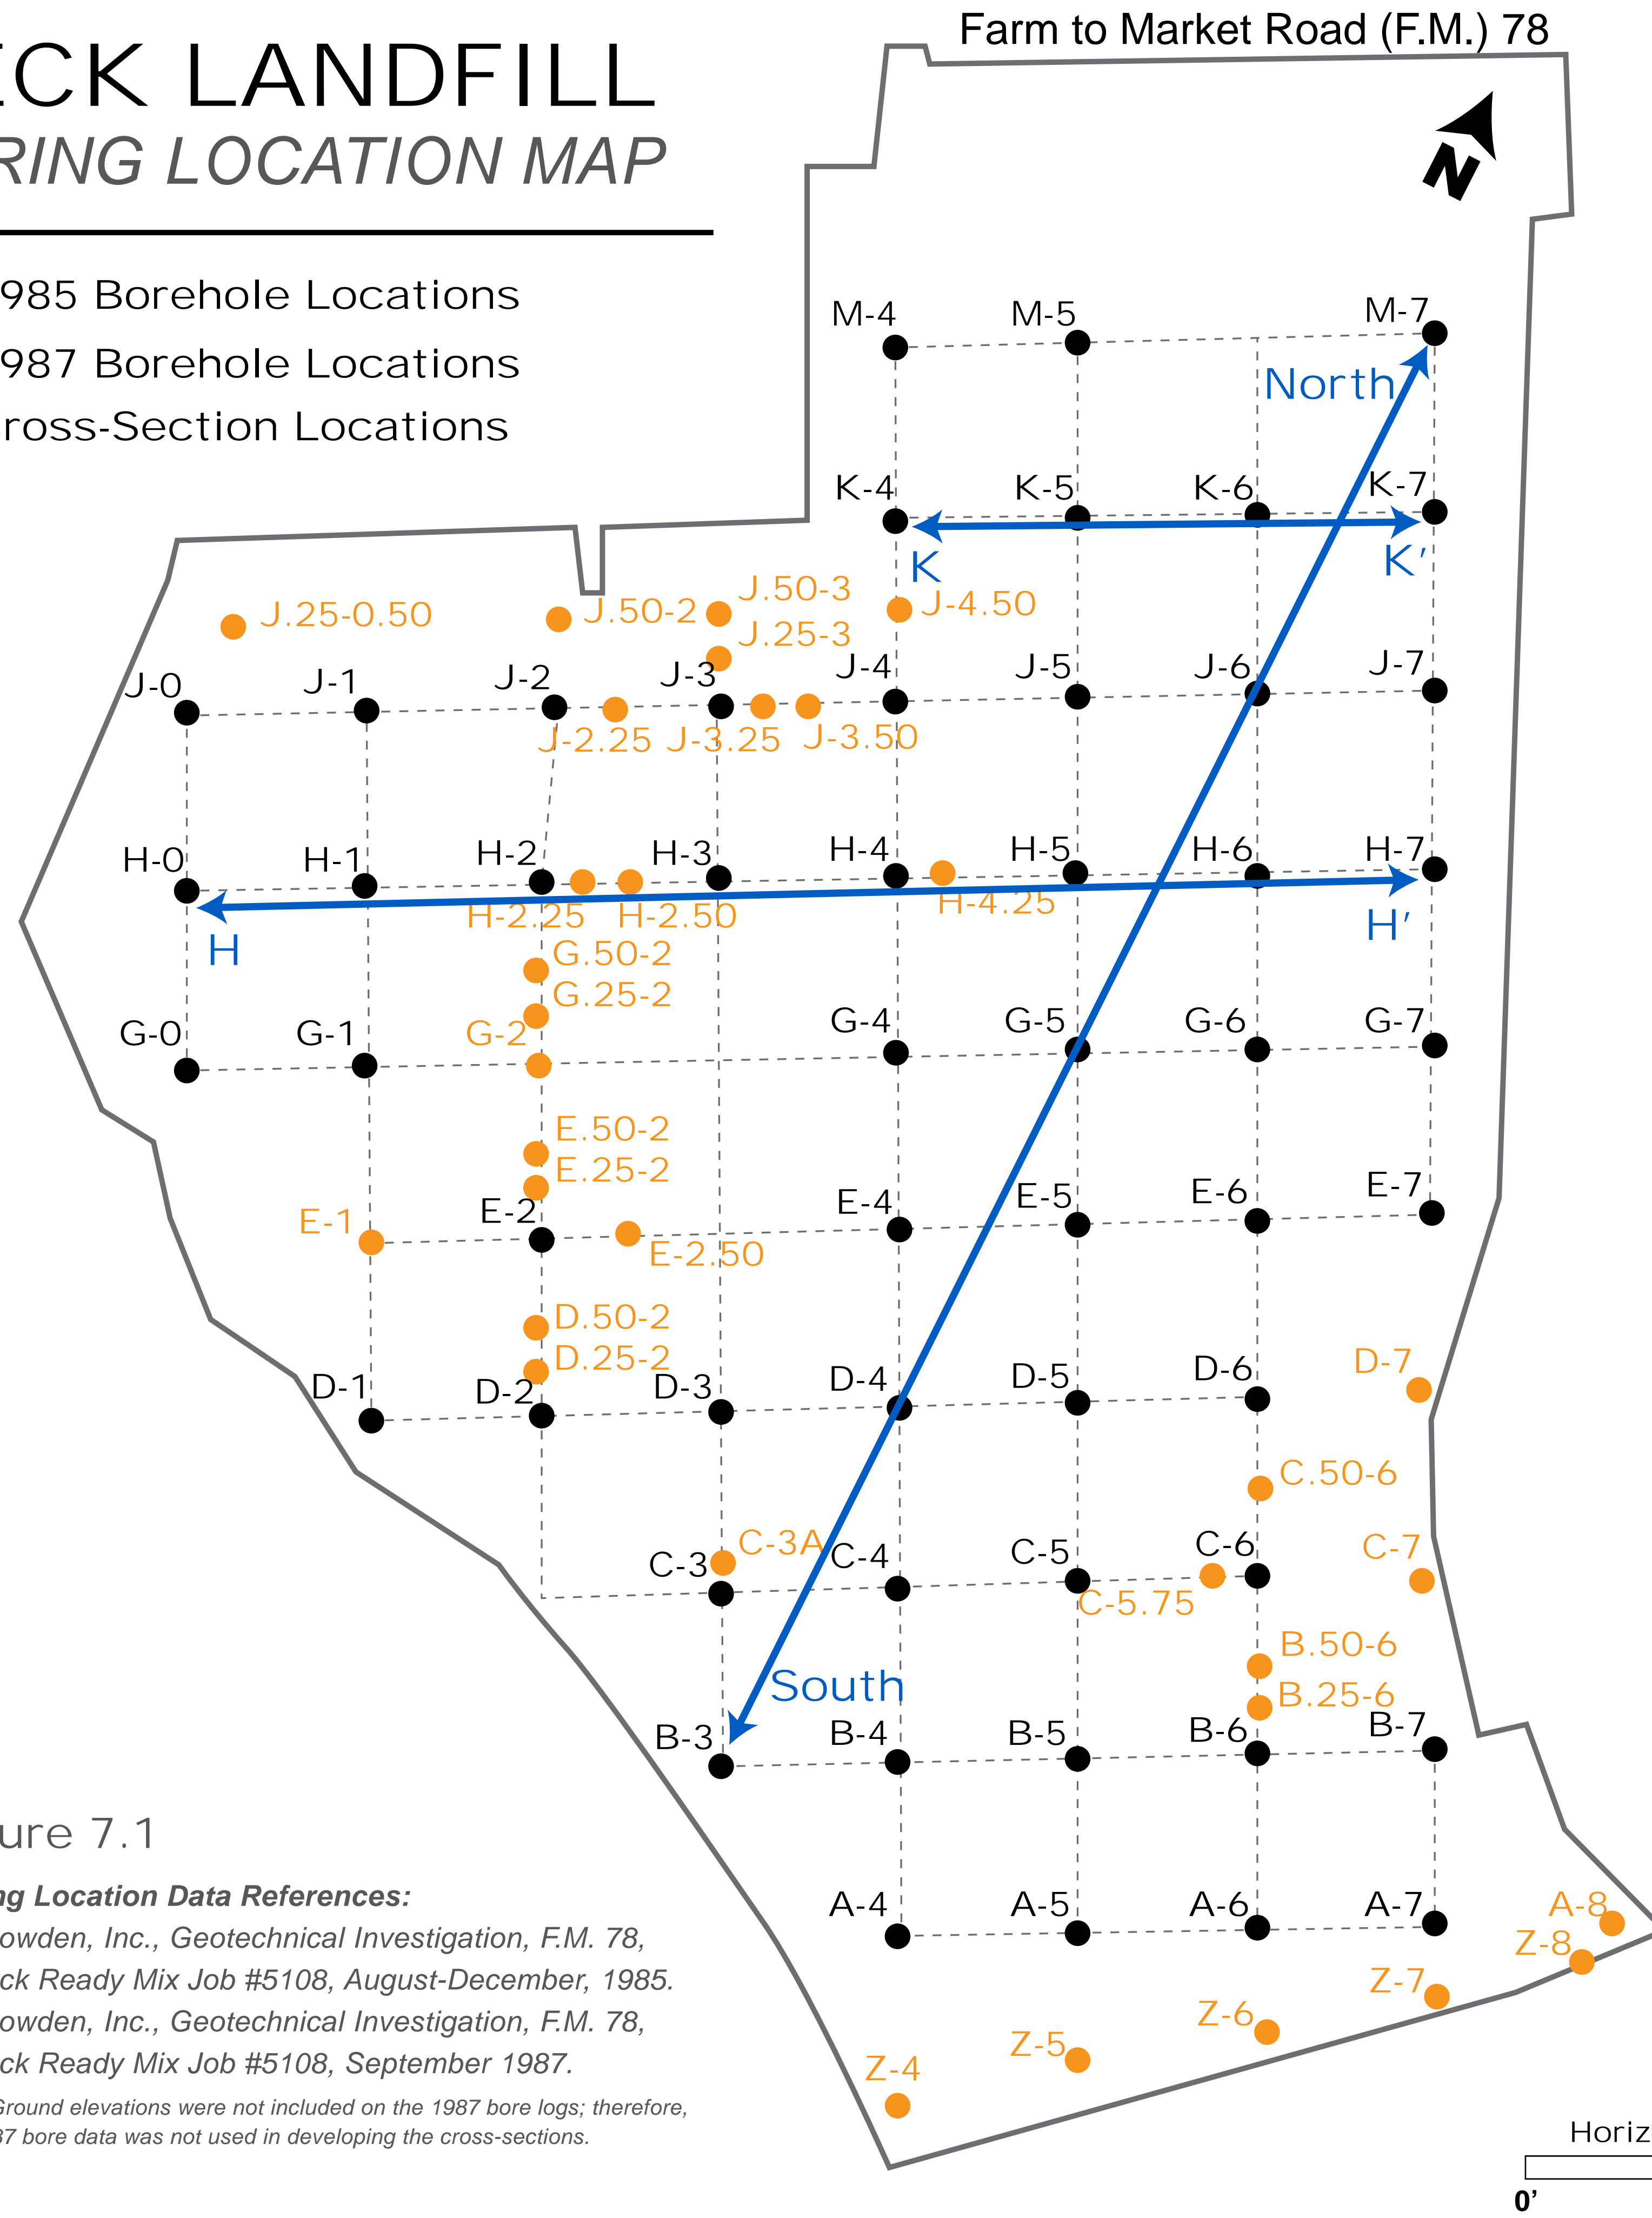 Farm to Market Road (F.M.) 78
ECK LANDFILL
RING LOCATION MAP
N
985 Borehole Locations
987 Borehole Locations
ross-Section Locations
M-4 M-5 M-7
North
K-4 K-5 K-6 K-7
K K'
J.25-0.50 J.50-2 J.50-3 J-4.50
J.25-3
J-0 J-1 J-2 J-3 J-4 J-5 J-6 J-7
J-2.25 J-3.25 J-3.50
H-0 H-1 H-2 H-3 H-4 H-5 H-6 H-7
H-2.25 H-2.50 H-4.25
H H'
G.50-2
G.25-2
G-0 G-1 G-2 G-4 G-5 G-6 G-7
E.50-2
E.25-2
E-1 E-2 E-4 E-5 E-6 E-7
E-2.50
D.50-2
D.25-2
D-1 D-2 D-3 D-4 D-5 D-6 D-7
C.50-6
C-3A
C-3 C-4 C-5 C-6 C-7
C-5.75
B.50-6
South
B.25-6
B-3 B-4 B-5 B-6 B-7
A-4 A-5 A-6 A-7 A-8
Z-8
Z-7
Z-6
Z-5
Z-4
ure 7.1
ng Location Data References:
owden, Inc., Geotechnical Investigation, F.M. 78,
ck Ready Mix Job #5108, August-December, 1985.
owden, Inc., Geotechnical Investigation, F.M. 78,
ck Ready Mix Job #5108, September 1987.
Ground elevations were not included on the 1987 bore logs; therefore,
87 bore data was not used in developing the cross-sections.
Horiz
0'